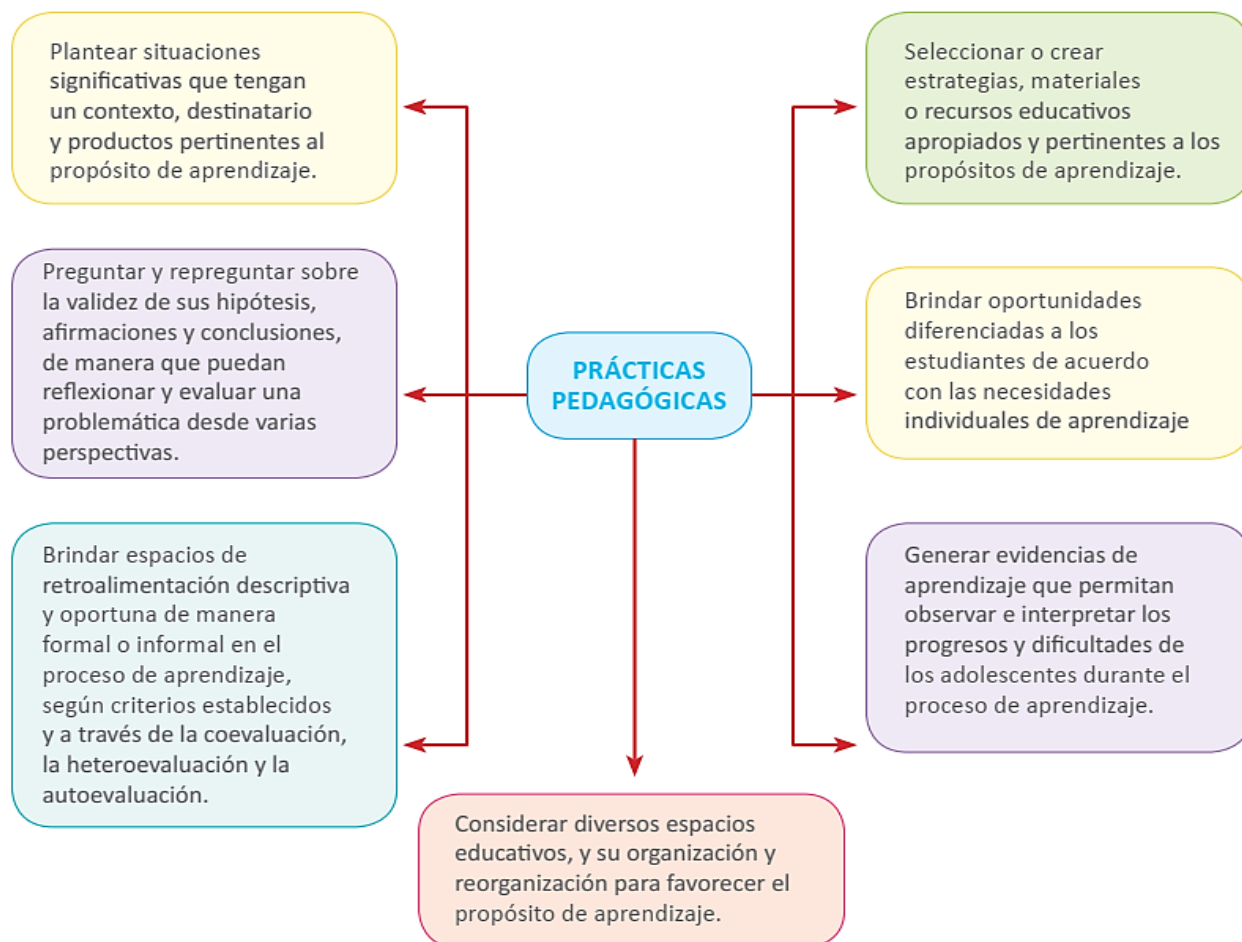 Plantear situaciones
significativas que tengan
un contexto, destinatario
y productos pertinentes al
propósito de aprendizaje.
Preguntar y repreguntar sobre
la validez de sus hipótesis,
afirmaciones y conclusiones,
de manera que puedan
reflexionar y evaluar una
problemática desde varias
perspectivas.
Brindar espacios de
retroalimentación descriptiva
y oportuna de manera
formal o informal en el
proceso de aprendizaje,
según criterios establecidos
y a través de la coevaluación,
la heteroevaluación y la
autoevaluación.
PRÁCTICAS
PEDAGÓGICAS
Seleccionar o crear
estrategias, materiales
o recursos educativos
apropiados y pertinentes a los
propósitos de aprendizaje.
Brindar oportunidades
diferenciadas a los
estudiantes de acuerdo
con las necesidades
individuales de aprendizaje
Generar evidencias de
aprendizaje que permitan
observar e interpretar los
progresos y dificultades de
los adolescentes durante el
proceso de aprendizaje.
Considerar diversos espacios
educativos, y su organización y
reorganización para favorecer el
propósito de aprendizaje.